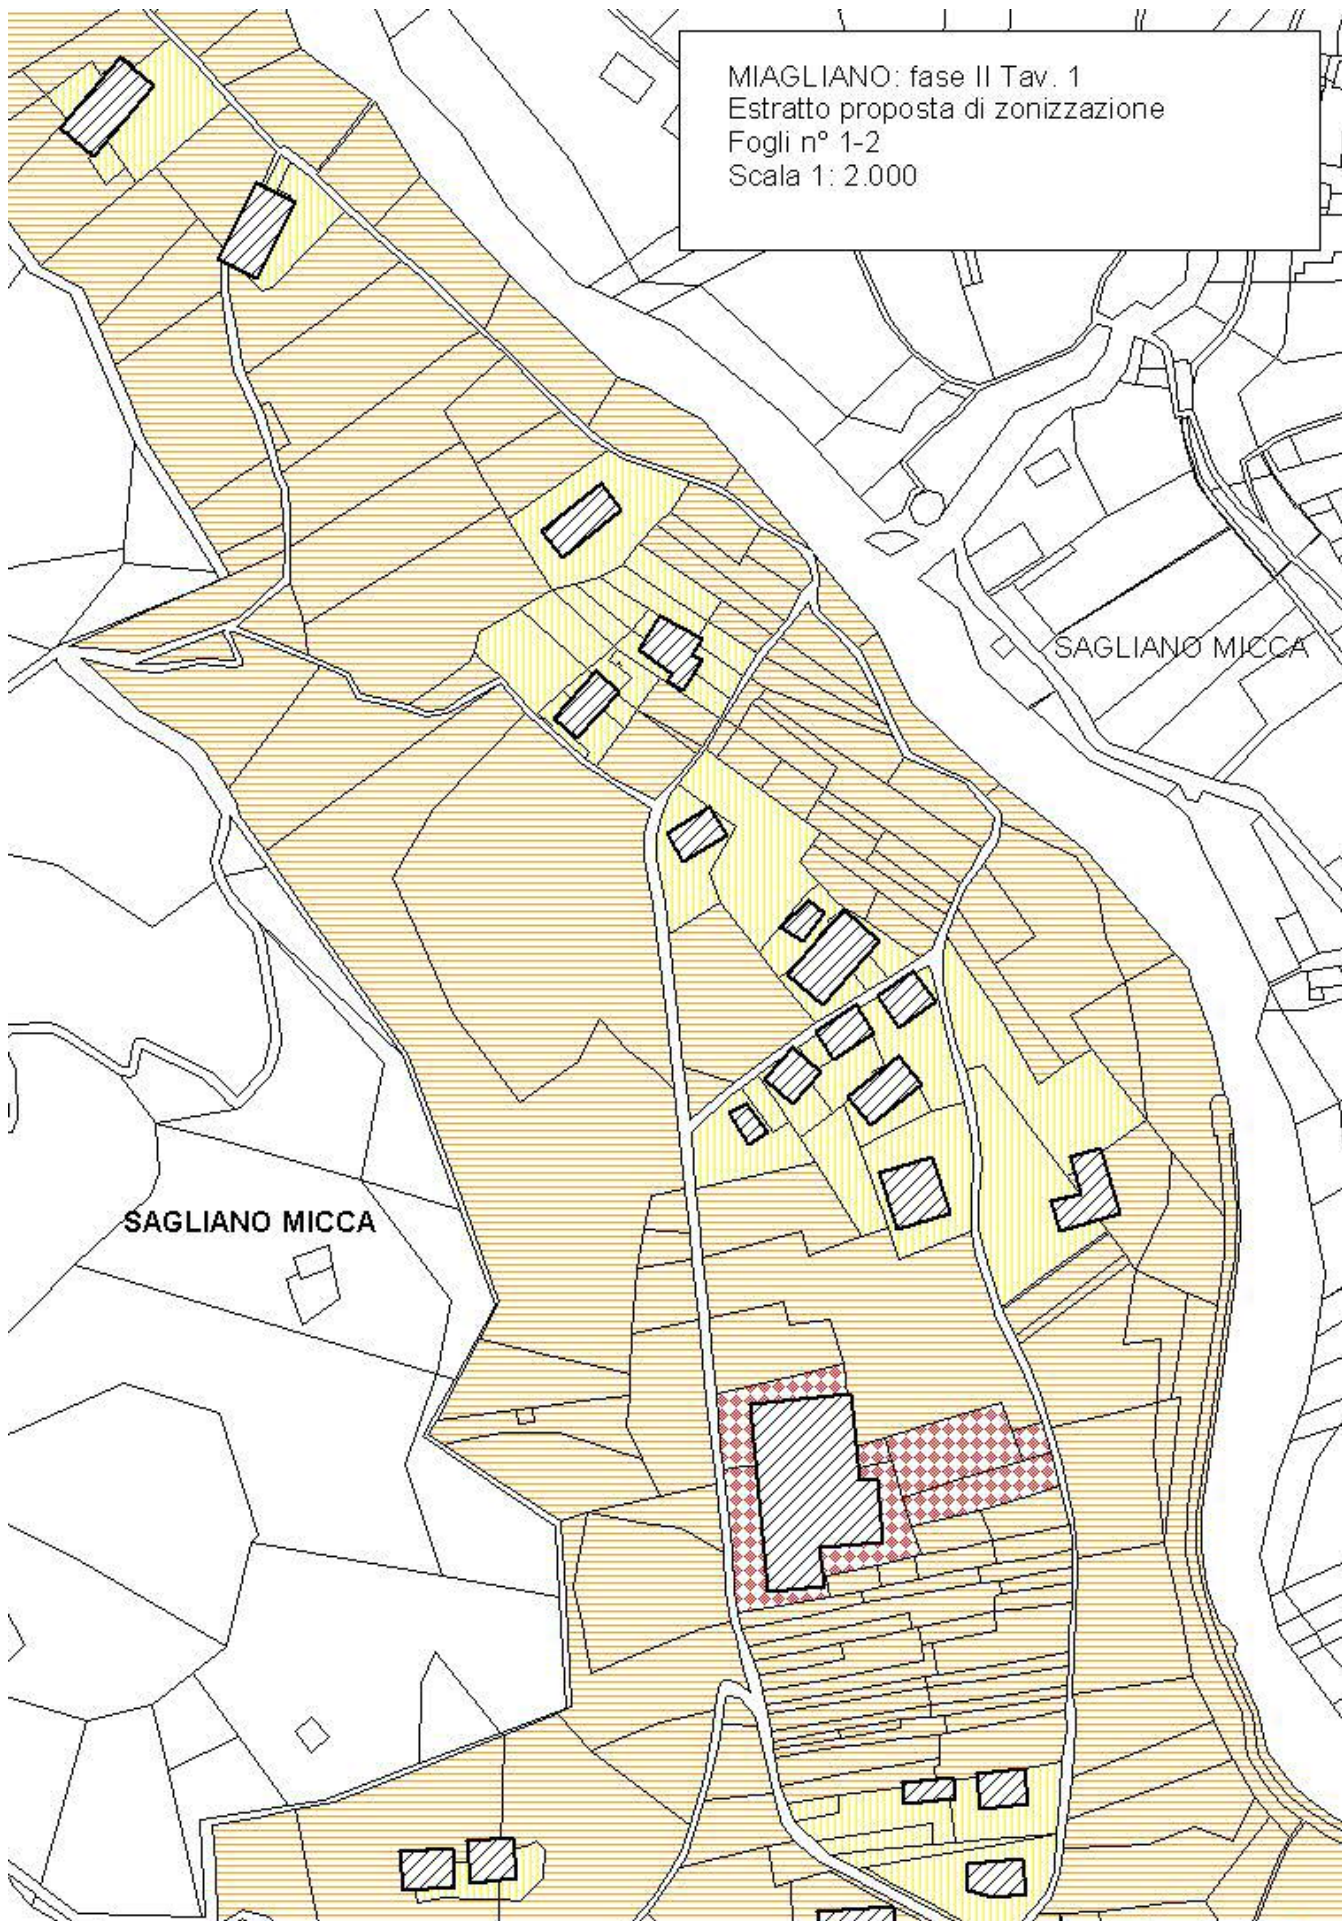 MIAGLIANO: fase II Tav. 1
Estratto proposta di zonizzazione
Fogli n° 1-2
Scala 1: 2.000
SAGLIANO MICCA
SAGLIANO MICCA